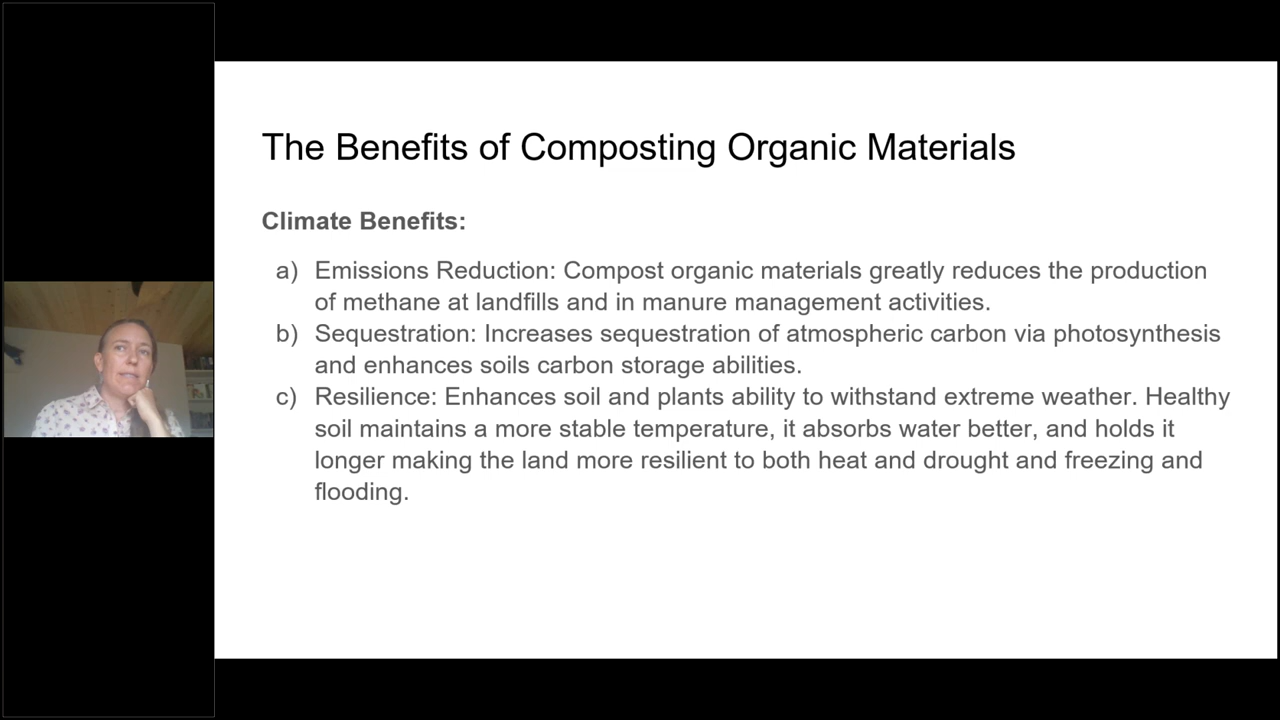 The Benefits of Composting Organic Materials
Climate Benefits:
a) Emissions Reduction: Compost organic materials greatly reduces the production
of methane at landfills and in manure management activities.
b) Sequestration: Increases sequestration of atmospheric carbon via photosynthesis
and enhances soils carbon storage abilities.
c) Resilience: Enhances soil and plants ability to withstand extreme weather. Healthy
soil maintains a more stable temperature, it absorbs water better, and holds it
longer making the land more resilient to both heat and drought and freezing and
flooding.